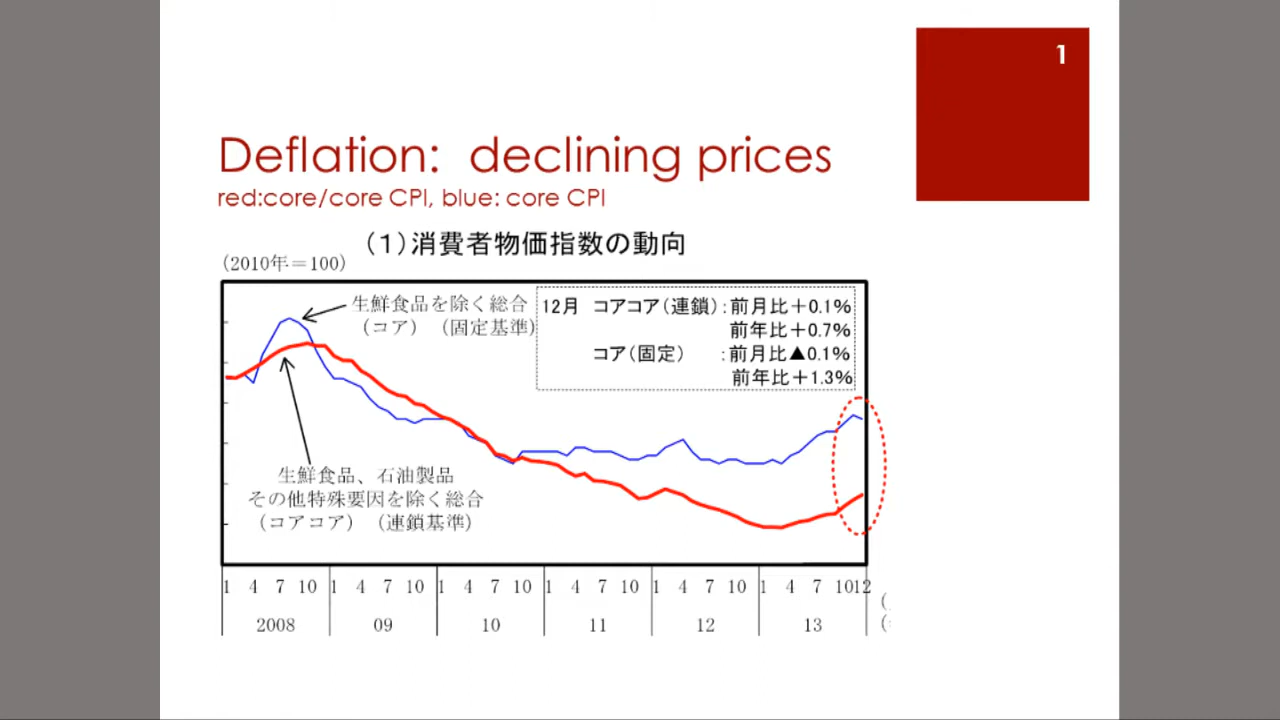 1
Deflation: declining prices
red:core/core CPI, blue: core CPI
（１）消費者物価指数の動向
（2010年＝100）
生鮮食品を除く総合
（コア）（固定基準）
12月 コアコア（連鎖）：前月比＋0.1%
前年比＋0.7%
コア（固定） ：前月比▲0.1%
前年比＋1.3%
生鮮食品、石油製品
その他特殊要因を除く総合
（コアコア）（連鎖基準）
1 4 7 10 1 4 7 10 1 4 7 10 1 4 7 10 1 4 7 10 1 4 7 1012
2008 09 10 11 12 13